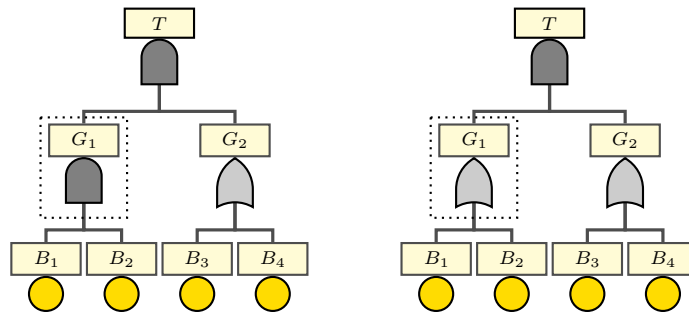 T T
G₁ G₂ G₁ G₂
B₁ B₂ B₃ B₄ B₁ B₂ B₃ B₄